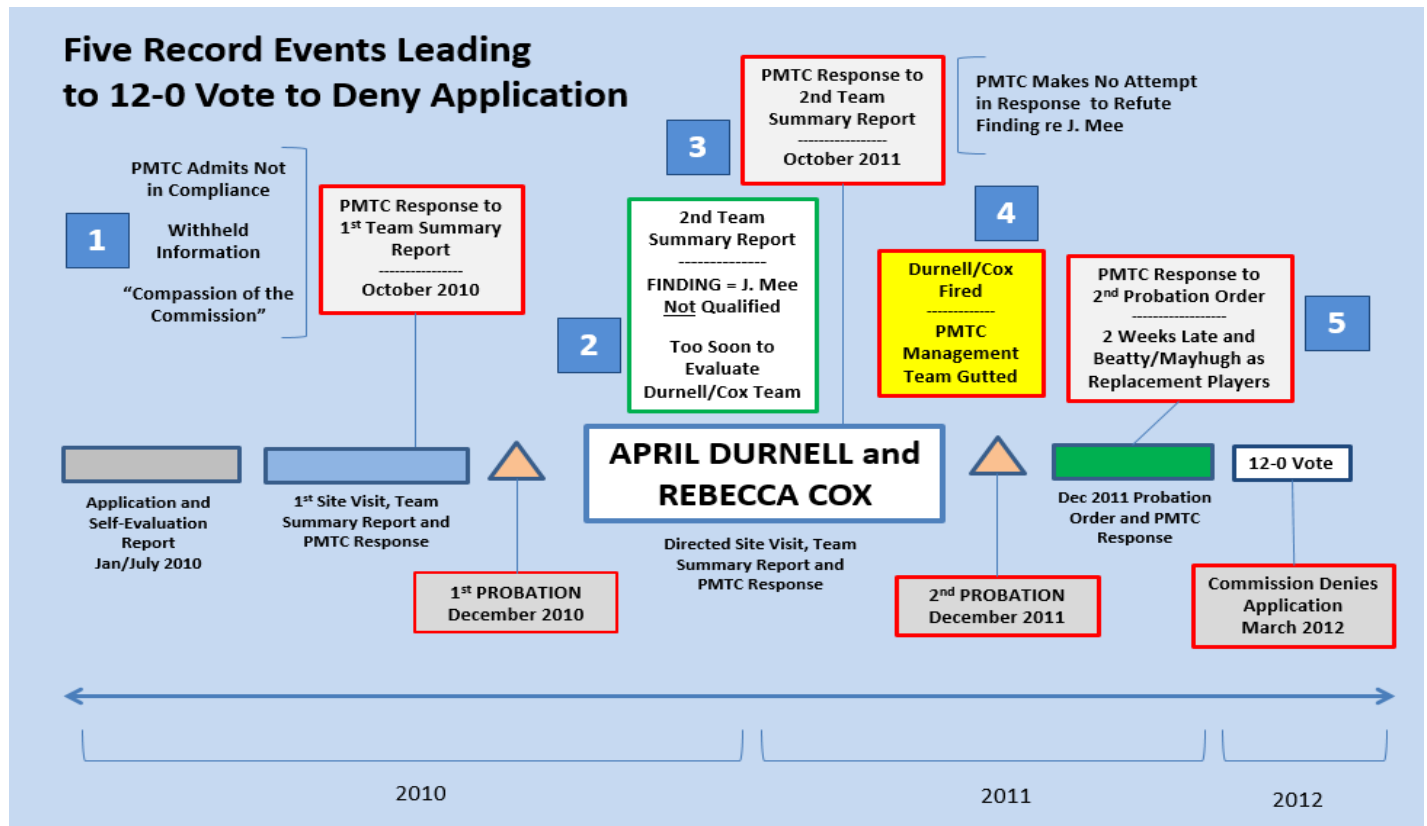 Five Record Events Leading
to 12-0 Vote to Deny Application
1
PMTC Admits Not
in Compliance
Withheld
Information
“Compassion of the
Commission”
PMTC Response to
1st Team Summary
Report
----------------
October 2010
2
2nd Team
Summary Report
--------------
FINDING = J. Mee
Not Qualified
Too Soon to
Evaluate
Durnell/Cox Team
3
PMTC Response to
2nd Team
Summary Report
-----------------
October 2011
PMTC Makes No Attempt
in Response to Refute
Finding re J. Mee
4
Durnell/Cox
Fired
-------------
PMTC
Management
Team Gutted
PMTC Response to
2nd Probation Order
------------------
2 Weeks Late and
Beatty/Mayhugh as
Replacement Players
5
APRIL DURNELL and
REBECCA COX
12-0 Vote
Application and
Self-Evaluation
Report
Jan/July 2010
1st Site Visit, Team
Summary Report and
PMTC Response
1st PROBATION
December 2010
Directed Site Visit, Team
Summary Report and
PMTC Response
2nd PROBATION
December 2011
Dec 2011 Probation
Order and PMTC
Response
Commission Denies
Application
March 2012
2010
2011
2012